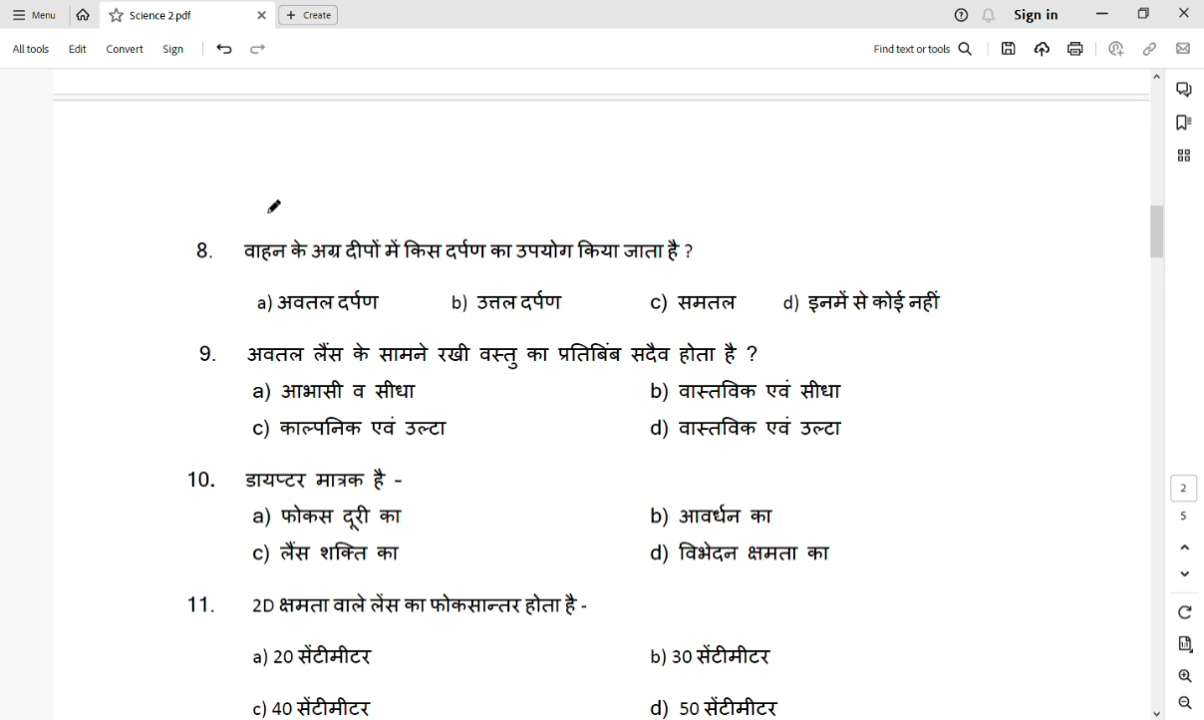 Menu Science 2.pdf + Create Sign in
All tools Edit Convert Sign Find text or tools
8. वाहन के अग्र दीपों में किस दर्पण का उपयोग किया जाता है ?
a) अवतल दर्पण b) उत्तल दर्पण c) समतल d) इनमें से कोई नहीं
9. अवतल लैंस के सामने रखी वस्तु का प्रतिबिंब सदैव होता है ?
a) आभासी व सीधा b) वास्तविक एवं सीधा
c) काल्पनिक एवं उल्टा d) वास्तविक एवं उल्टा
10. डायप्टर मात्रक है -
a) फोकस दूरी का b) आवर्धन का
c) लैंस शक्ति का d) विभेदन क्षमता का
11. 2D क्षमता वाले लेंस का फोकसान्तर होता है -
a) 20 सेंटीमीटर b) 30 सेंटीमीटर
c) 40 सेंटीमीटर d) 50 सेंटीमीटर
2
5